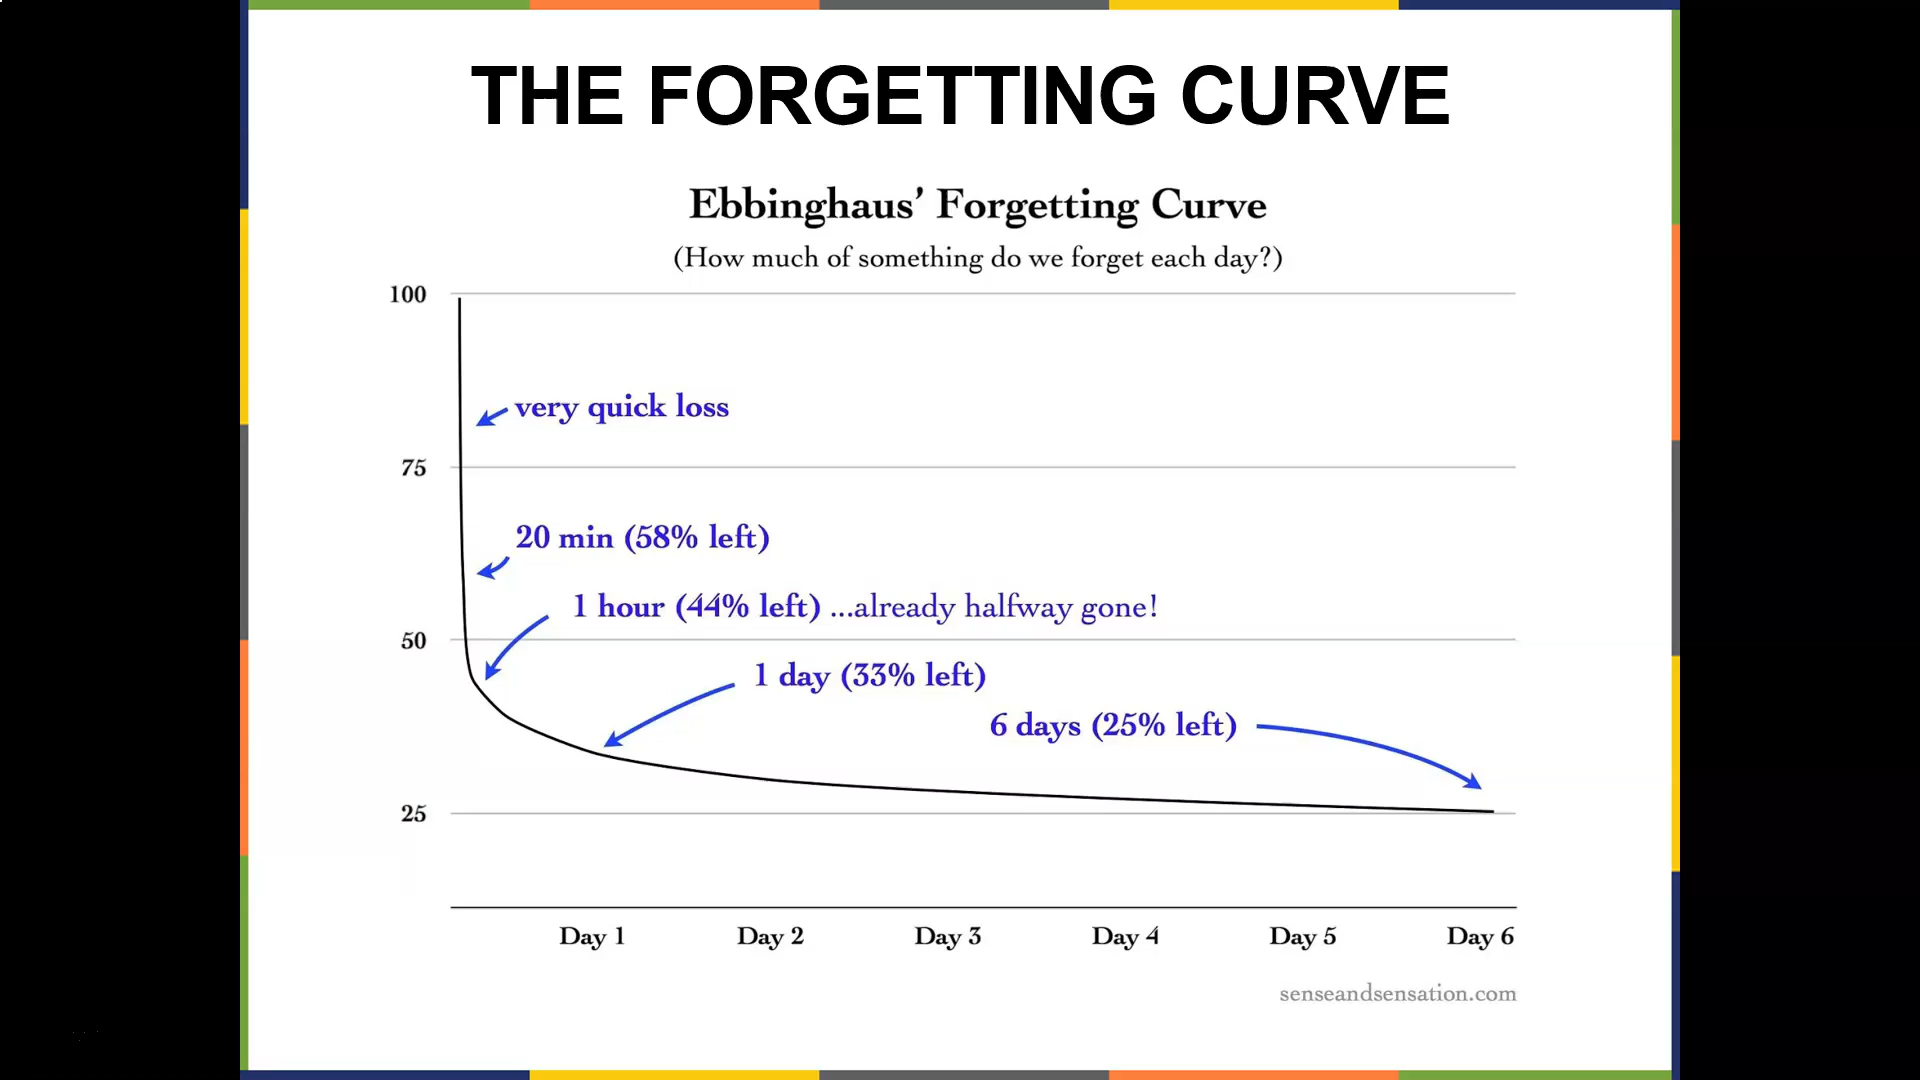 THE FORGETTING CURVE
Ebbinghaus’ Forgetting Curve
(How much of something do we forget each day?)
100
very quick loss
75
20 min (58% left)
1 hour (44% left) ...already halfway gone!
50
1 day (33% left)
6 days (25% left)
25
Day 1 Day 2 Day 3 Day 4 Day 5 Day 6
senseandsensation.com